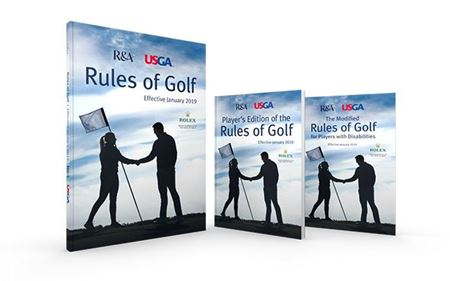 R&A USGA
Rules of Golf
Effective January 2019
ROLEX
R&A USGA
Player's Edition of the
Rules of Golf
Effective January 2019
ROLEX
R&A USGA
The Modified
Rules of Golf
for Players with Disabilities
Effective January 2019
ROLEX
USGA